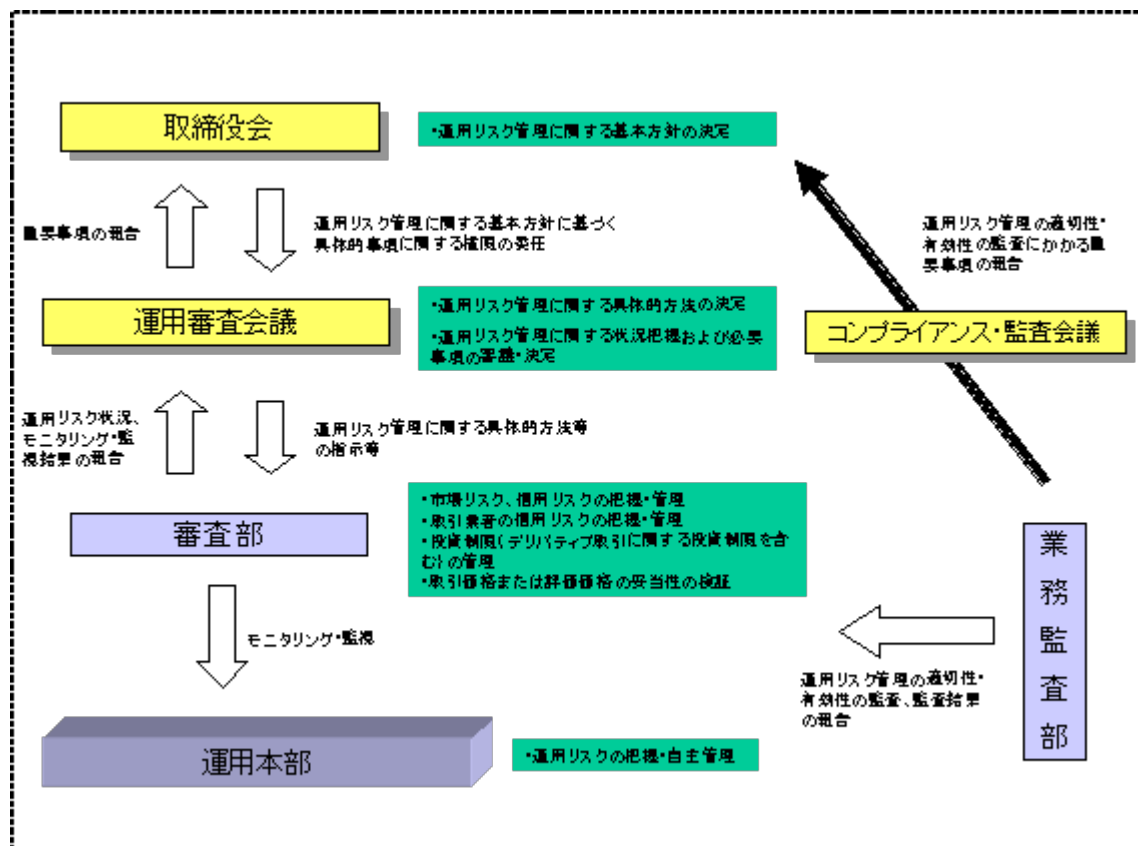 取締役会
・運用リスク管理に関する基本方針の決定
重要事項の報告
運用リスク管理に関する基本方針に基づく
具体的事項に関する権限の委任
運用リスク管理の適切性・
有効性の監査にかかる重
要事項の報告
運用審査会議
・運用リスク管理に関する具体的方法の決定
・運用リスク管理に関する状況把握および必要
事項の審議・決定
コンプライアンス・監査会議
運用リスク状況、
モニタリング・監
視結果の報告
運用リスク管理に関する具体的方法等
の指示等
審査部
・市場リスク、信用リスクの把握・管理
・取引業者の信用リスクの把握・管理
・投資制限(デリバティブ取引に関する投資制限を含
む)の管理
・取引価格または評価価格の妥当性の検証
業務監査部
モニタリング・監視
運用リスク管理の適切性・
有効性の監査、監査結果
の報告
運用本部
・運用リスクの把握・自主管理